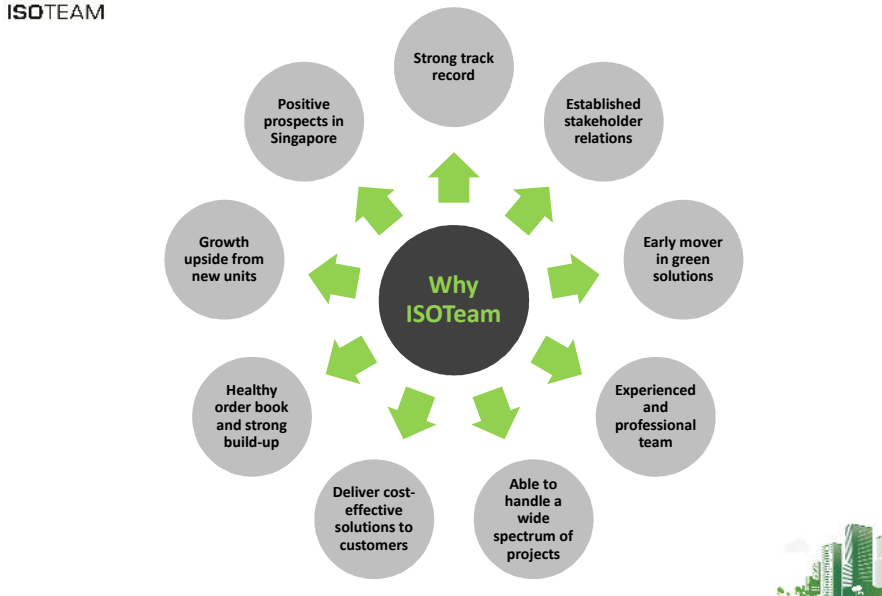 ISOTEAM
Strong track
record
Established
stakeholder
relations
Early mover
in green
solutions
Experienced
and
professional
team
Able to
handle a
wide
spectrum of
projects
Deliver cost-
effective
solutions to
customers
Healthy
order book
and strong
build-up
Growth
upside from
new units
Positive
prospects in
Singapore
Why
ISOTeam